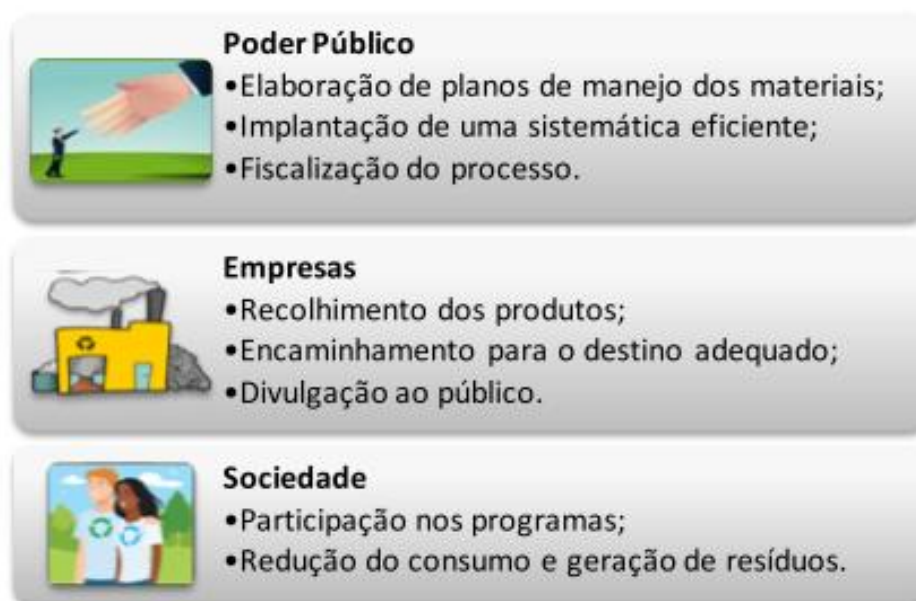 Poder Público
•Elaboração de planos de manejo dos materiais;
•Implantação de uma sistemática eficiente;
•Fiscalização do processo.
Empresas
•Recolhimento dos produtos;
•Encaminhamento para o destino adequado;
•Divulgação ao público.
Sociedade
•Participação nos programas;
•Redução do consumo e geração de resíduos.